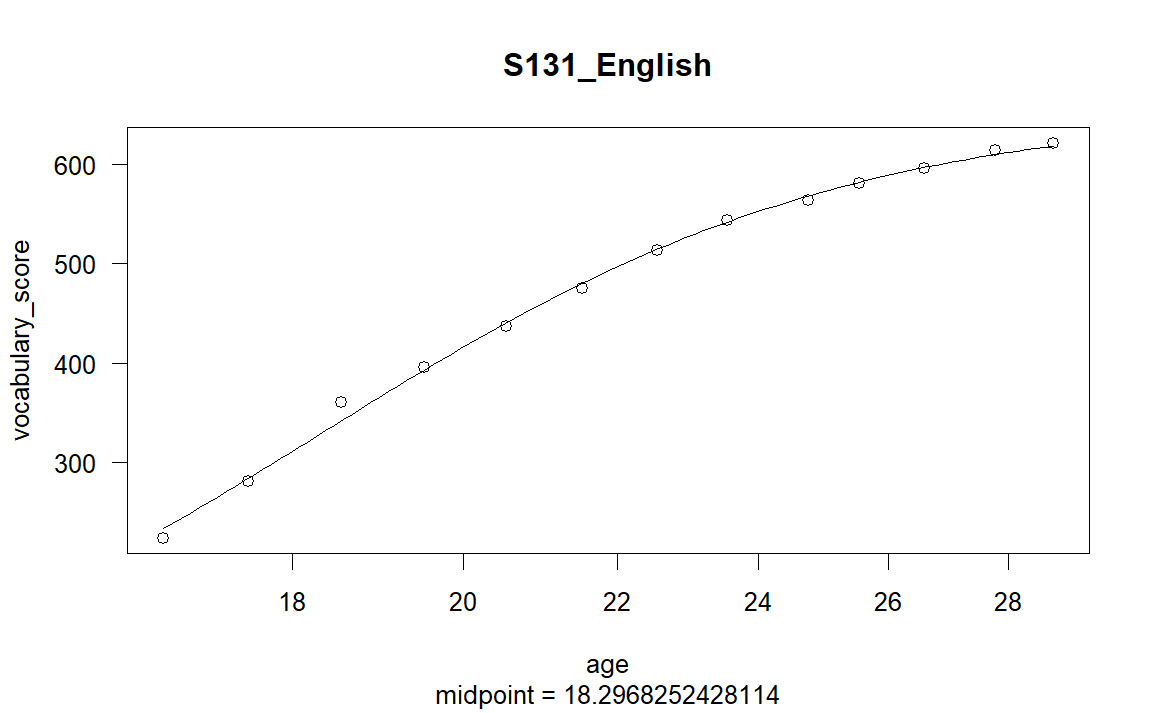 S131_English
vocabulary_score
600
500
400
300
18 20 22 24 26 28
age
midpoint = 18.2968252428114